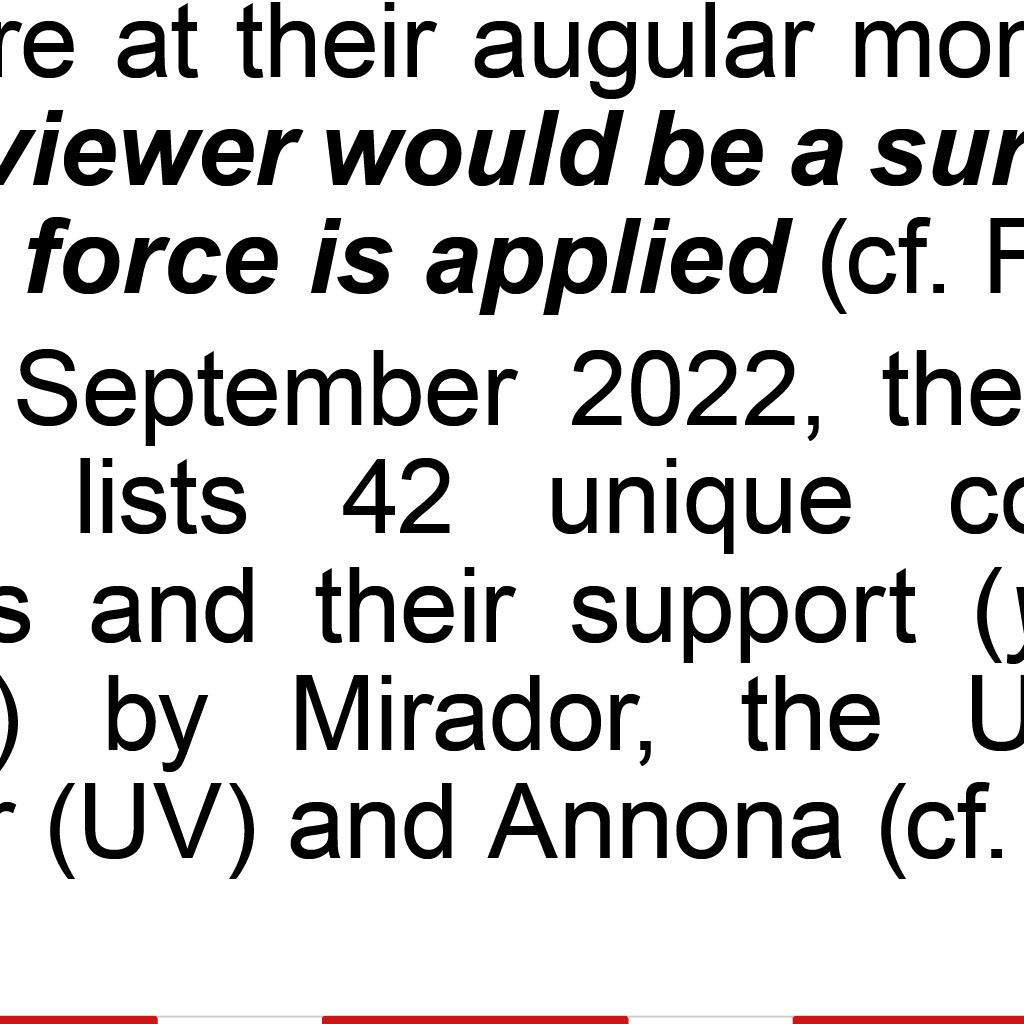 re at their augular mor
viewer would be a sur
force is applied (cf. F
September 2022, the
lists 42 unique co
s and their support (y
) by Mirador, the U
r (UV) and Annona (cf.